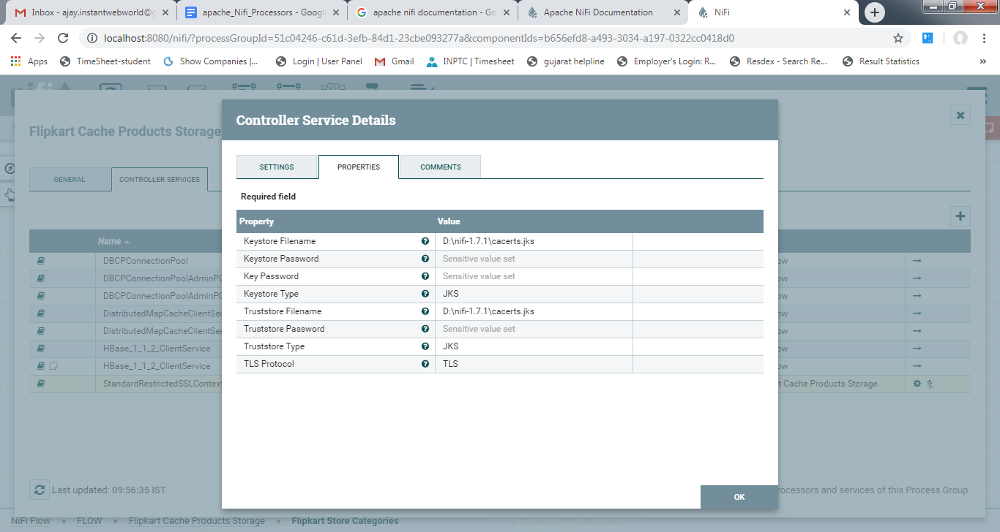 Inbox - ajay.instantwebworld@g
apache_Nifi_Processors - Google
apache nifi documentation - Go
Apache NiFi Documentation
NiFi
localhost:8080/nifi/?processGroupId=51c04246-c61d-3efb-84d1-23cbe093277a&componentIds=b656efd8-a493-3034-a197-0322cc0418d0
Apps
TimeSheet-student
Show Companies |...
Login | User Panel
Gmail
INPTC | Timesheet
gujarat helpline
Employer's Login: R...
Resdex - Search Re...
Result Statistics
»
Flipkart Cache Products Storage
GENERAL
CONTROLLER SERVICES
Controller Service Details
SETTINGS
PROPERTIES
COMMENTS
Required field
Property Value
Keystore Filename D:\nifi-1.7.1\cacerts.jks
Keystore Password Sensitive value set
Key Password Sensitive value set
Keystore Type JKS
Truststore Filename D:\nifi-1.7.1\cacerts.jks
Truststore Password Sensitive value set
Truststore Type JKS
TLS Protocol TLS
OK
Name
DBCPConnectionPool ow
DBCPConnectionPoolAdminPO ow
DBCPConnectionPoolAdminPO ow
DistributedMapCacheClientSer ow
DistributedMapCacheClientSer ow
HBase_1_1_2_ClientService ow
HBase_1_1_2_ClientService ow
StandardRestrictedSSLContext t Cache Products Storage
Last updated: 09:56:35 IST
rocessors and services of this Process Group.
NiFi Flow » FLOW » Flipkart Cache Products Storage » Flipkart Store Categories